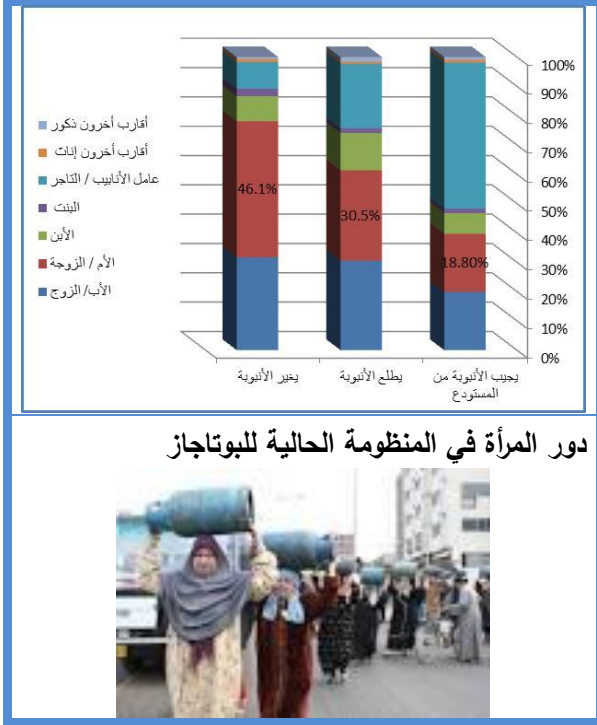 أقارب أخرون ذكور
أقارب أخرون إناث
عامل الأنابيب / التاجر
البنت
الأبن
الأم / الزوجة
الأب/ الزوج
100%
90%
80%
70%
60%
50%
40%
30%
20%
10%
0%
46.1%
30.5%
18.80%
يجيب الأنبوبة من
المستودع
يطلع الأنبوبة
يغير الأنبوبة
دور المرأة في المنظومة الحالية للبوتاجاز